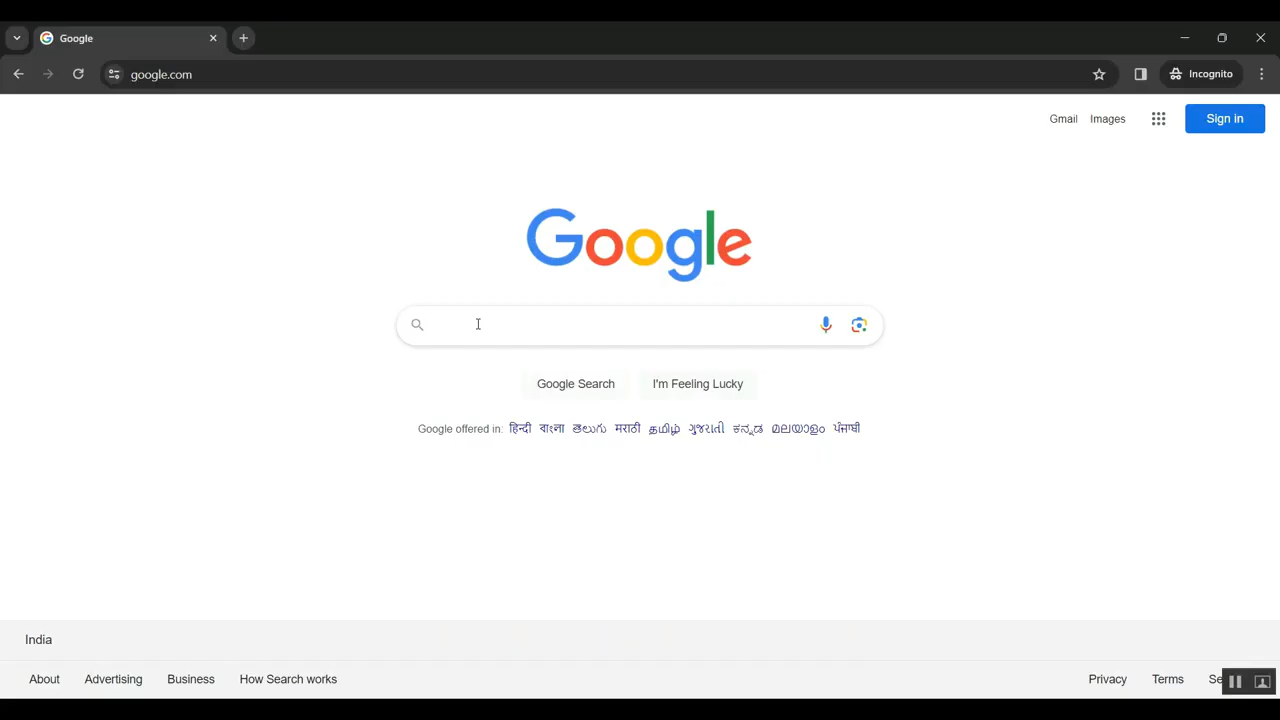 Google
google.com
Incognito
Gmail Images Sign in
Google
Google Search I'm Feeling Lucky
Google offered in: हिन्दी বাংলা తెలుగు मराठी தமிழ் ગુજરાતી ಕನ್ನಡ മലയാളം ਪੰਜਾਬੀ
India
About Advertising Business How Search works Privacy Terms Se